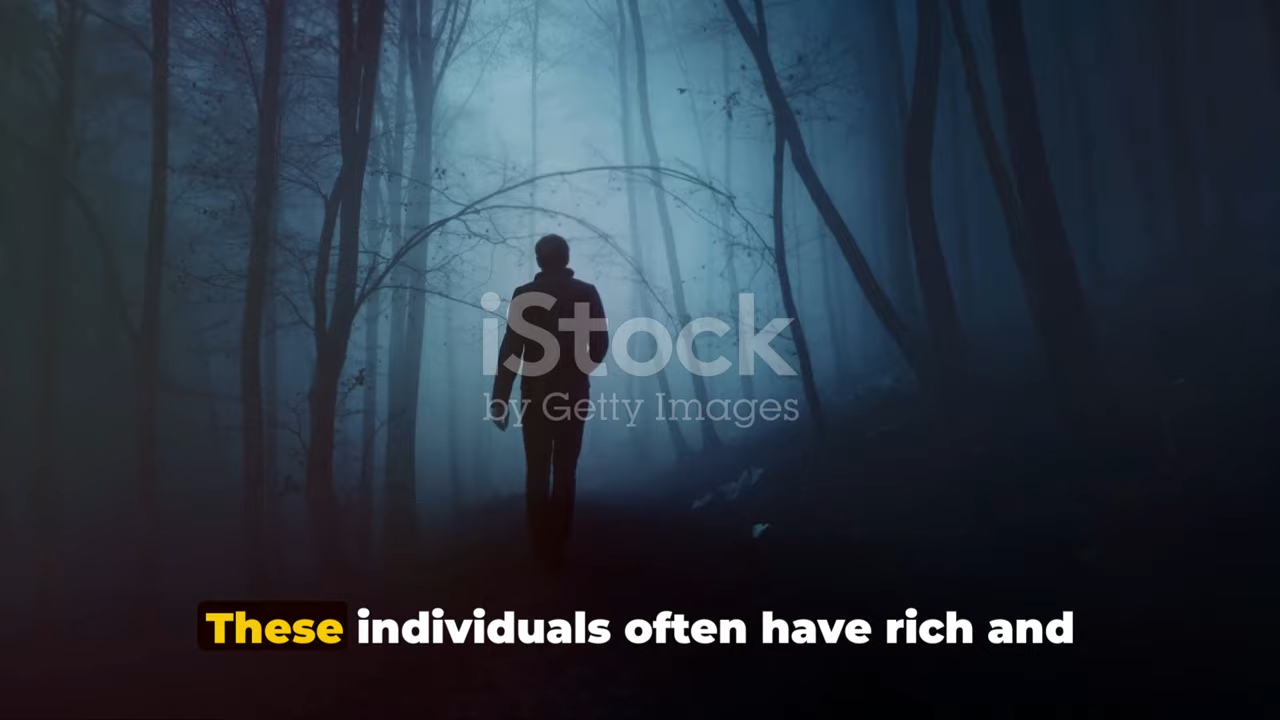 iStock
by Getty Images
These individuals often have rich and